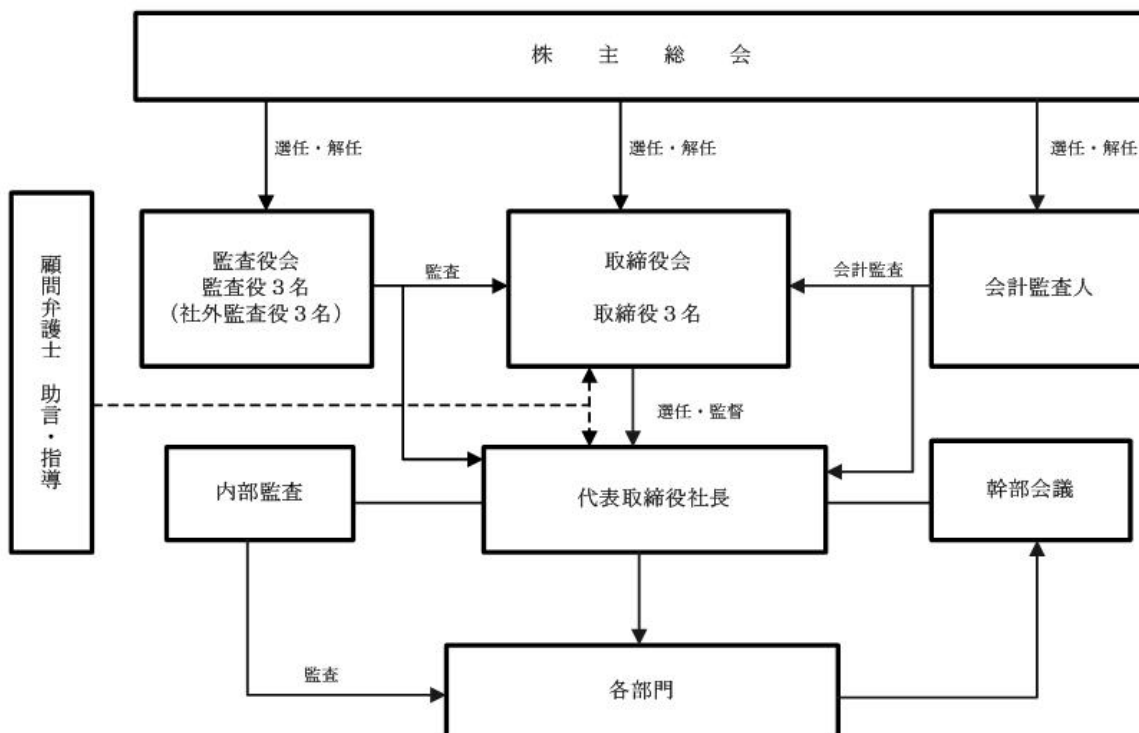 株主総会
選任・解任
選任・解任
選任・解任
顧問弁護士 助言・指導
監査役会
監査役3名
(社外監査役3名)
監査
取締役会
取締役3名
会計監査
会計監査人
選任・監督
内部監査
代表取締役社長
幹部会議
監査
各部門